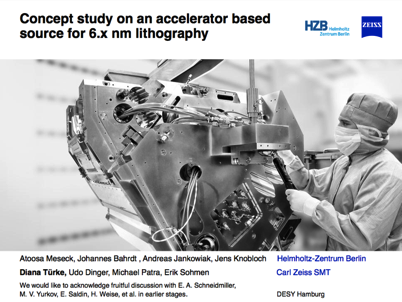 Concept study on an accelerator based
source for 6.x nm lithography
HZB Helmholtz
Zentrum Berlin
ZEISS
Atoosa Meseck, Johannes Bahrdt , Andreas Jankowiak, Jens Knobloch
Helmholtz-Zentrum Berlin
Diana Türke, Udo Dinger, Michael Patra, Erik Sohmen
Carl Zeiss SMT
We would like to acknowledge fruitful discussion with E. A. Schneidmiller,
M. V. Yurkov, E. Saldin, H. Weise, et al. in earlier stages.
DESY Hamburg